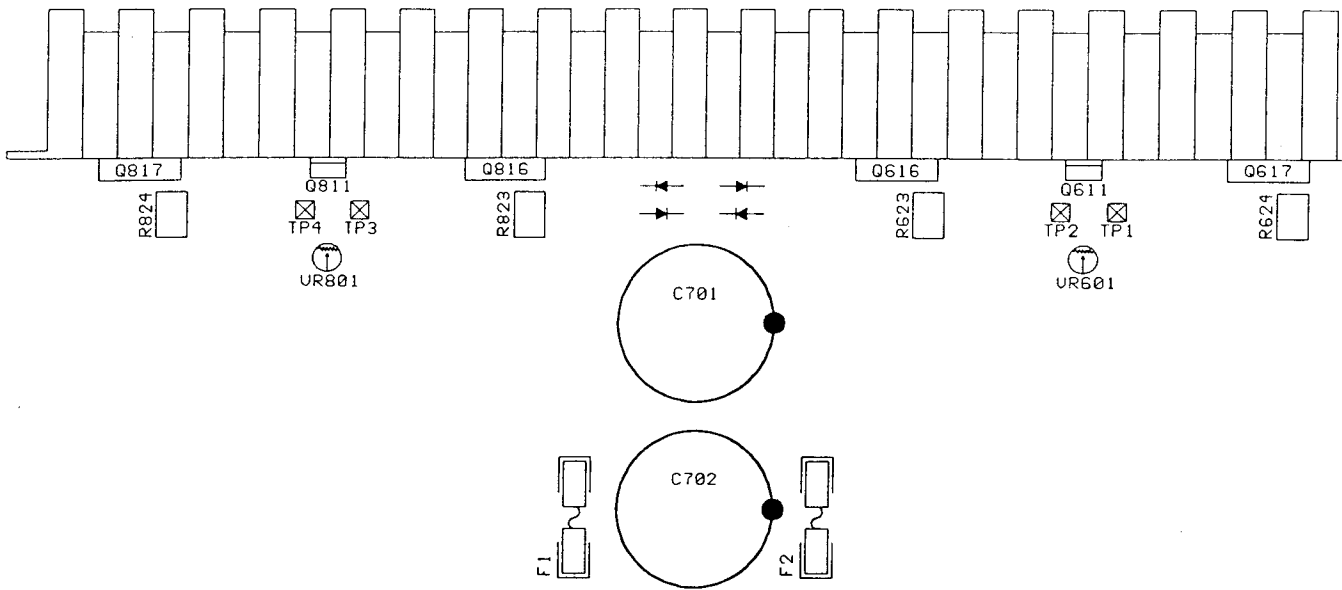 Q817
Q811
Q816
Q616
Q611
Q617
R824
TP4 TP3
R823
R623
TP2 TP1
R624
VR801
VR601
C701
C702
F1
F2